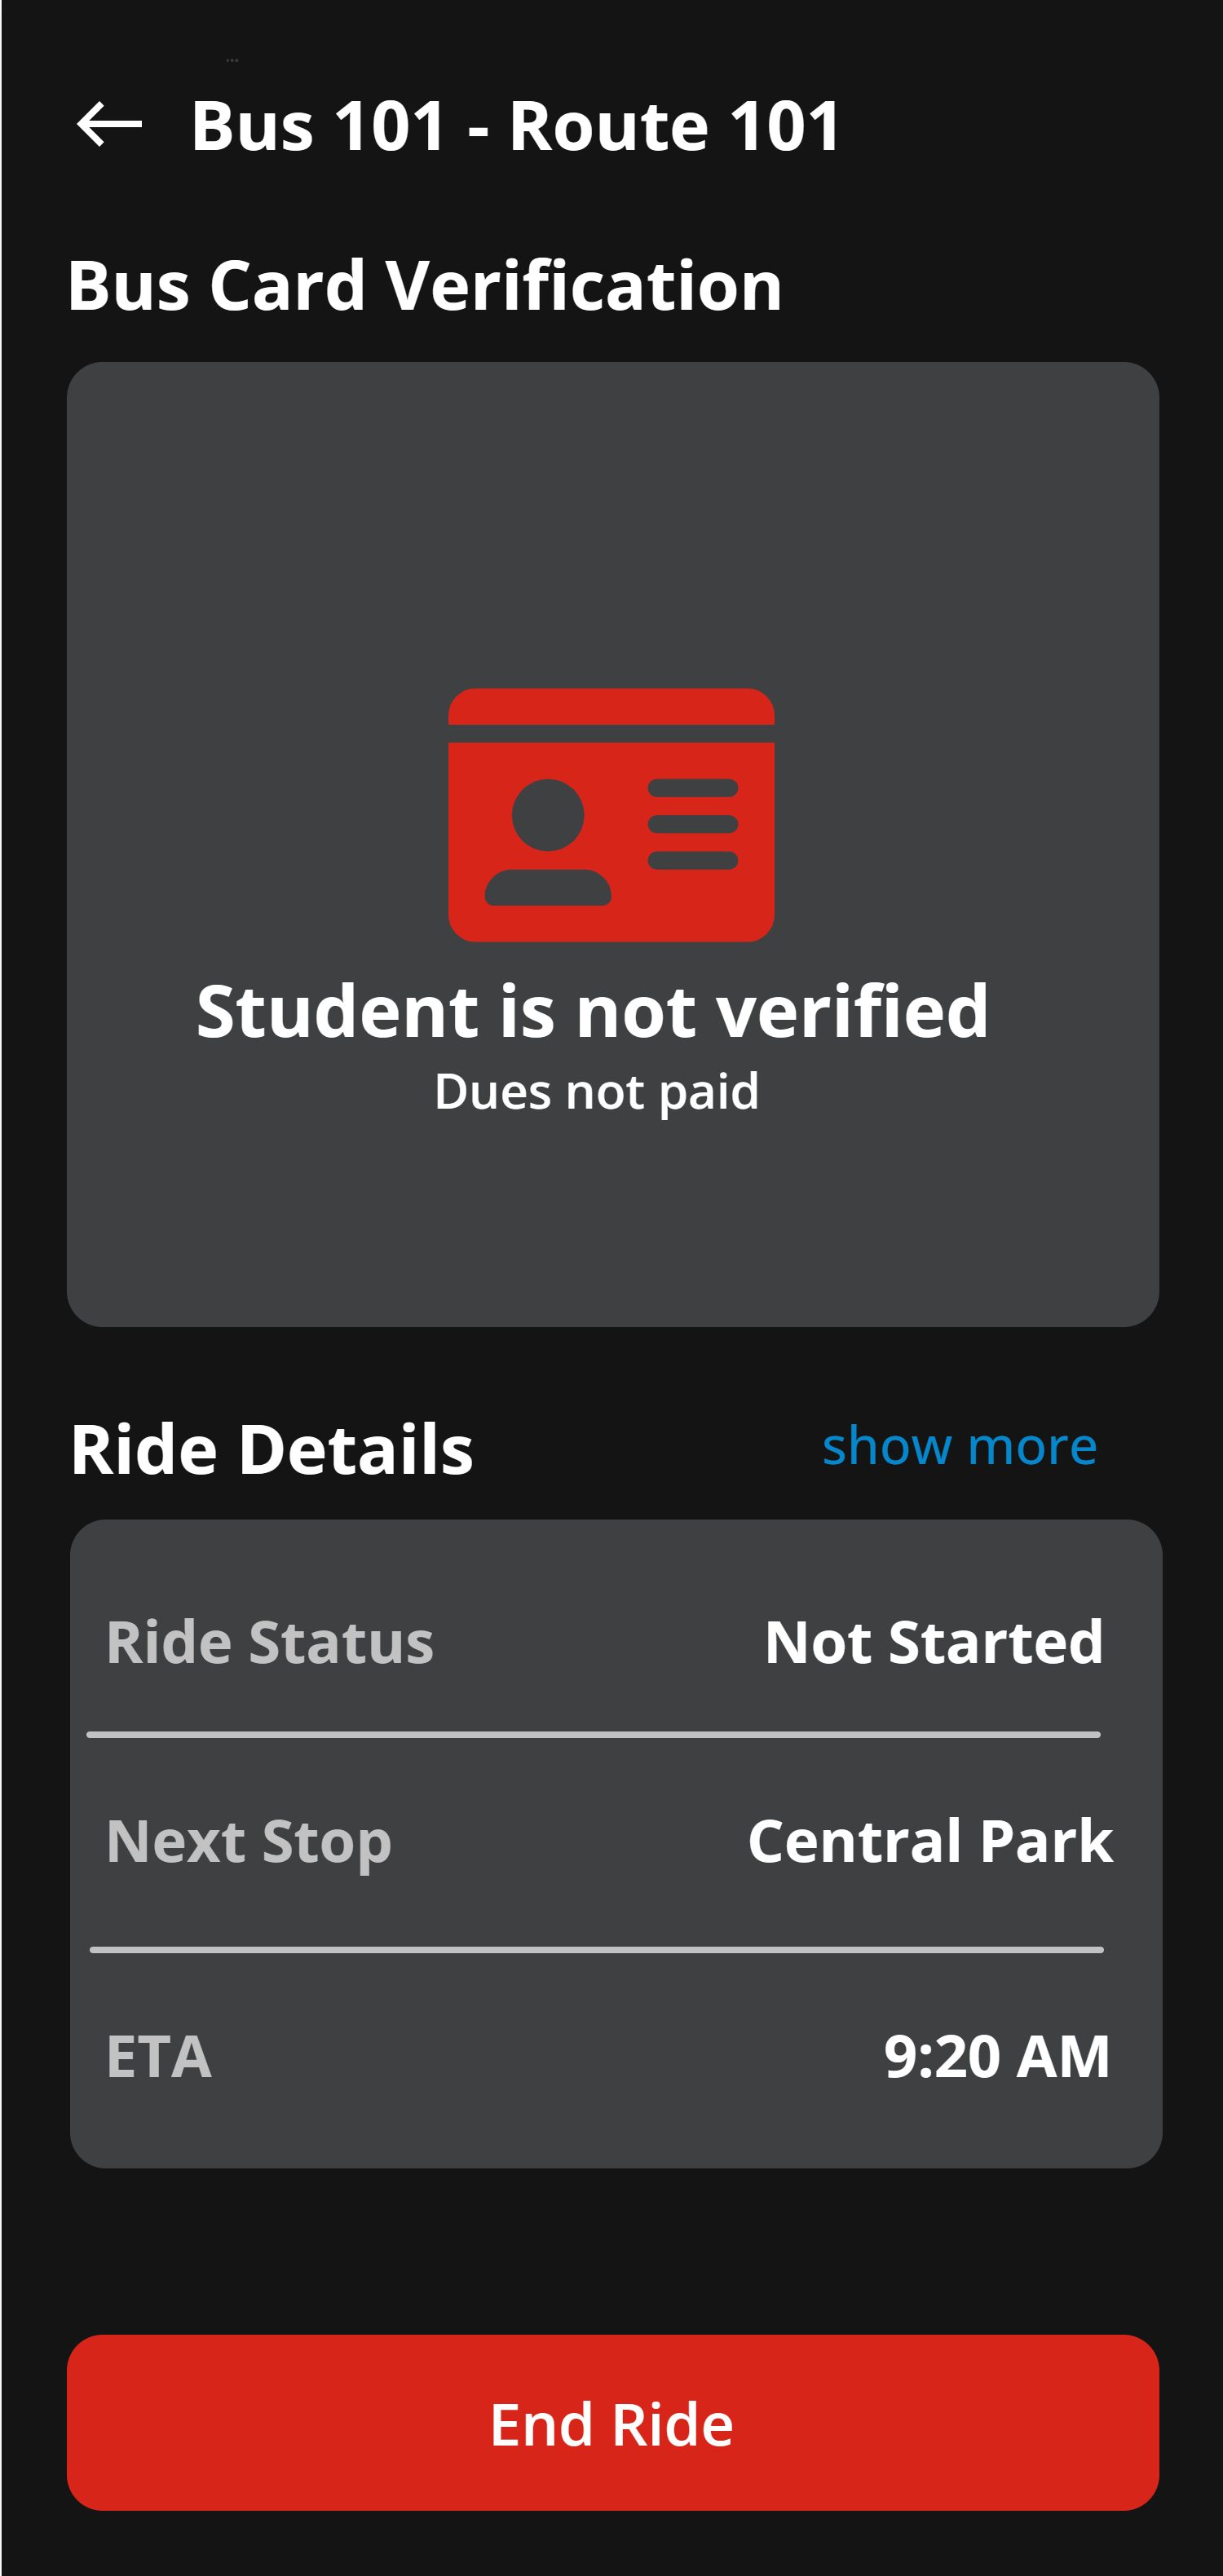 Bus 101 - Route 101
Bus Card Verification
Student is not verified
Dues not paid
Ride Details show more
Ride Status Not Started
Next Stop Central Park
ETA 9:20 AM
End Ride